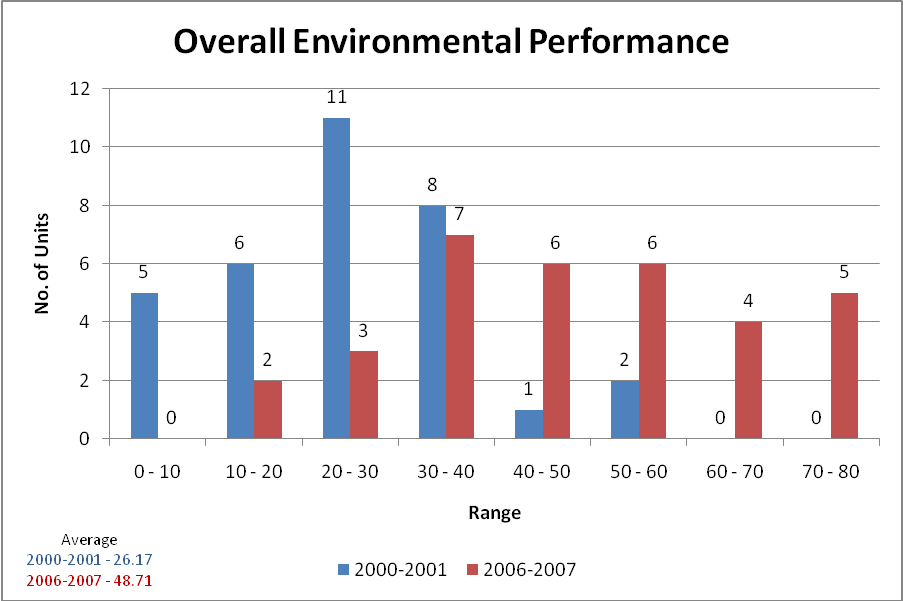 Overall Environmental Performance
12
10
8
6
4
2
0
No. of Units
5
0
6
2
11
3
8
7
1
6
2
6
0
4
0
5
0 - 10
10 - 20
20 - 30
30 - 40
40 - 50
50 - 60
60 - 70
70 - 80
Range
Average
2000-2001 - 26.17
2006-2007 - 48.71
2000-2001
2006-2007